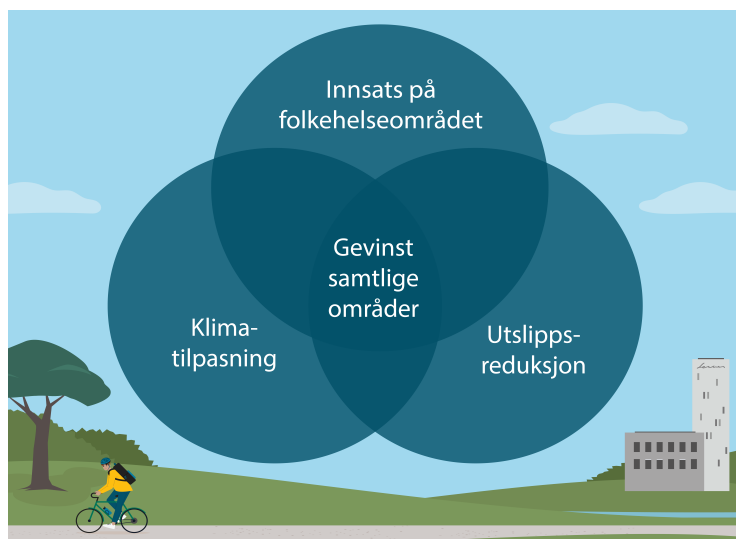 Innsats på
folkehelseområdet
Gevinst
samtlige
områder
Klima-
tilpasning
Utslipps-
reduksjon